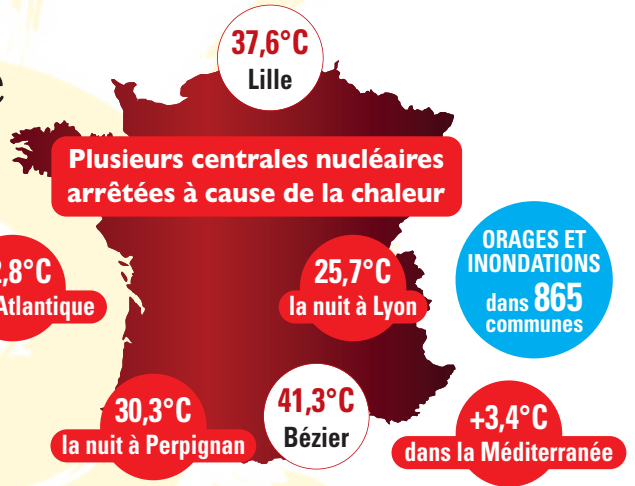 37,6°C
Lille
Plusieurs centrales nucléaires
arrêtées à cause de la chaleur
,8°C
Atlantique
25,7°C
la nuit à Lyon
ORAGES ET
INONDATIONS
dans 865
communes
30,3°C
la nuit à Perpignan
41,3°C
Bézier
+3,4°C
dans la Méditerranée